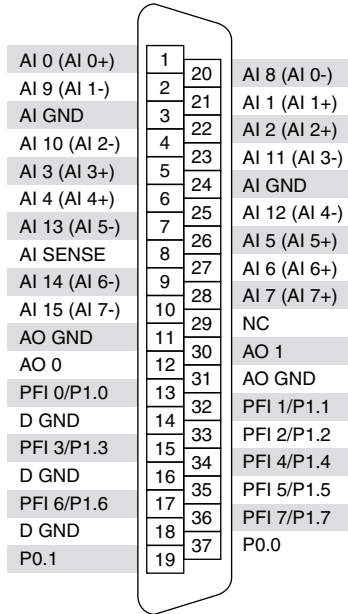 AI 0 (AI 0+) 1
20 AI 8 (AI 0-)
AI 9 (AI 1-) 2
21 AI 1 (AI 1+)
AI GND 3
22 AI 2 (AI 2+)
AI 10 (AI 2-) 4
23 AI 11 (AI 3-)
AI 3 (AI 3+) 5
24 AI GND
AI 4 (AI 4+) 6
25 AI 12 (AI 4-)
AI 13 (AI 5-) 7
26 AI 5 (AI 5+)
AI SENSE 8
27 AI 6 (AI 6+)
AI 14 (AI 6-) 9
28 AI 7 (AI 7+)
AI 15 (AI 7-) 10
29 NC
AO GND 11
30 AO 1
AO 0 12
31 AO GND
PFI 0/P1.0 13
32 PFI 1/P1.1
D GND 14
33 PFI 2/P1.2
PFI 3/P1.3 15
34 PFI 4/P1.4
D GND 16
35 PFI 5/P1.5
PFI 6/P1.6 17
36 PFI 7/P1.7
D GND 18
37 P0.0
P0.1 19